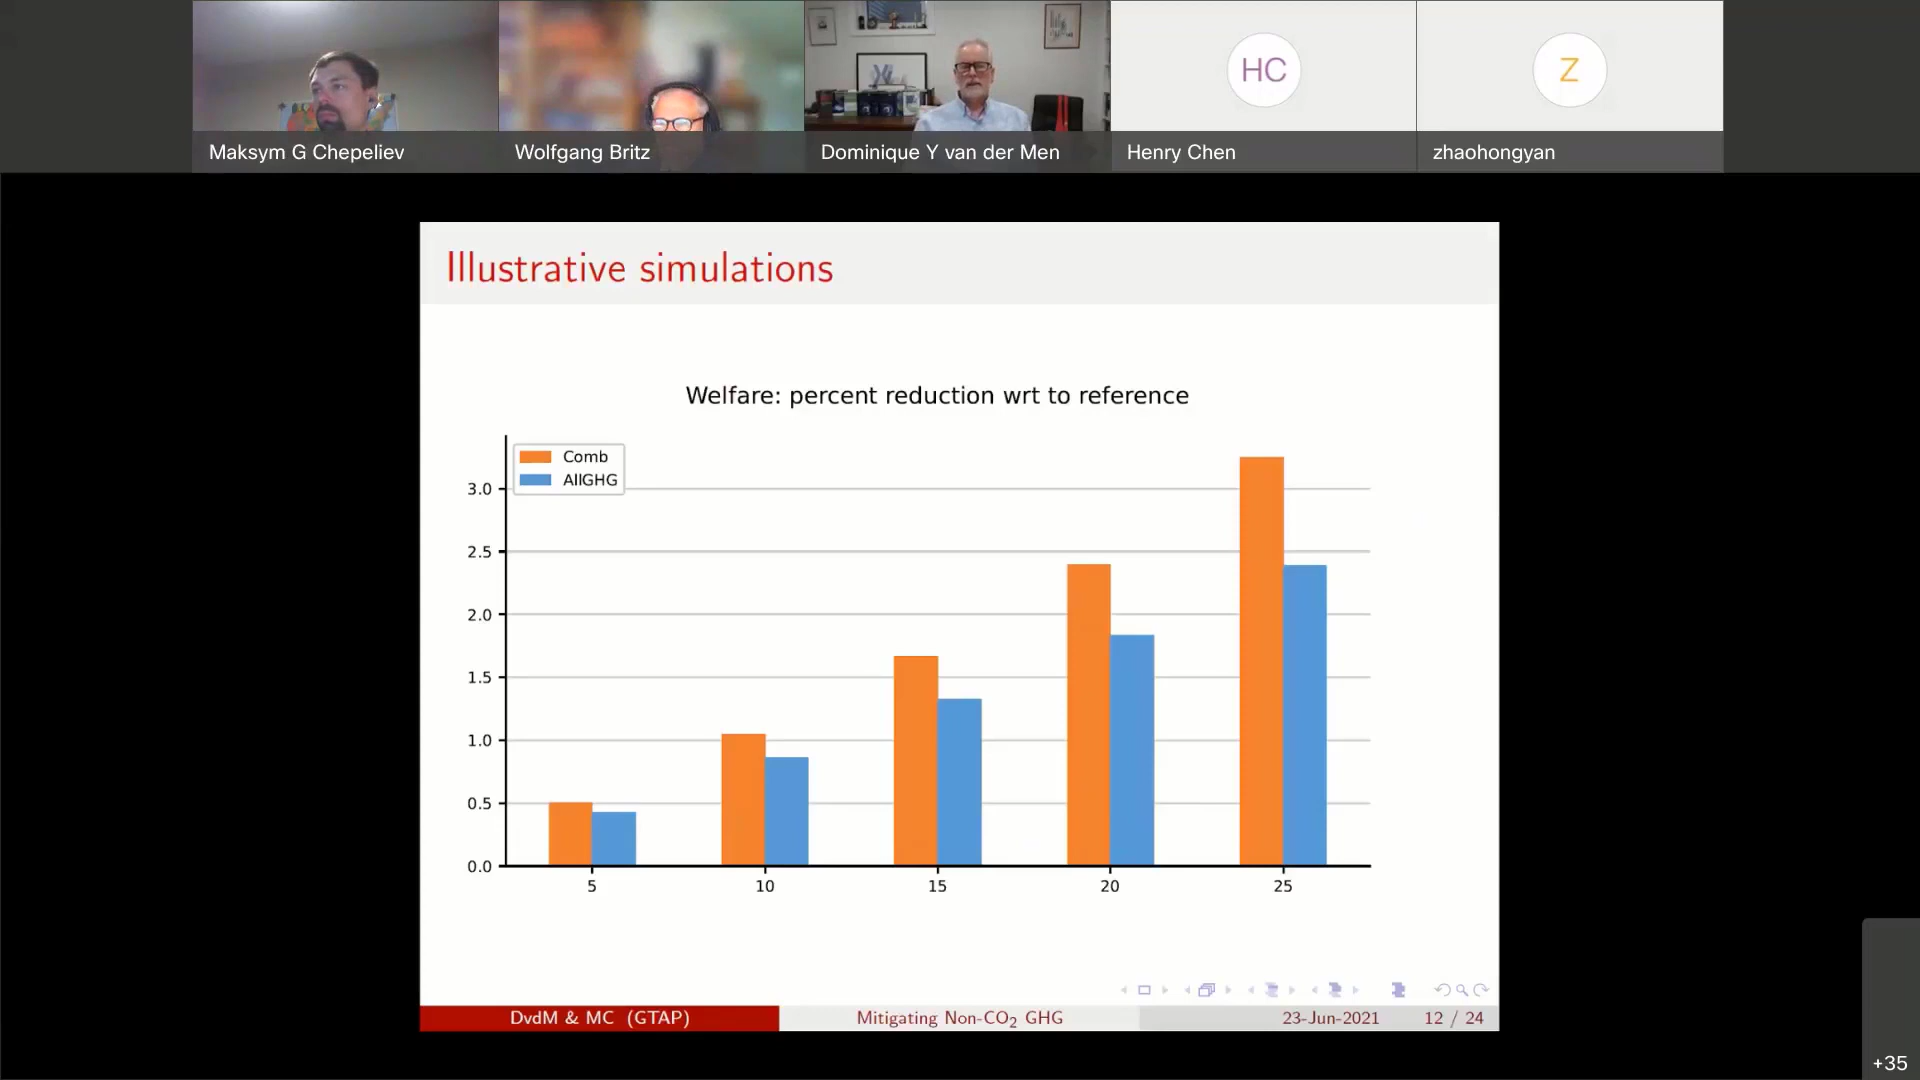 HC
Z
Maksym G Chepeliev
Wolfgang Britz
Dominique Y van der Men
Henry Chen
zhaohongyan
Illustrative simulations
Welfare: percent reduction wrt to reference
Comb
AllGHG
3.0
2.5
2.0
1.5
1.0
0.5
0.0
5 10 15 20 25
DvdM & MC (GTAP) Mitigating Non-CO₂ GHG 23-Jun-2021 12 / 24
+35